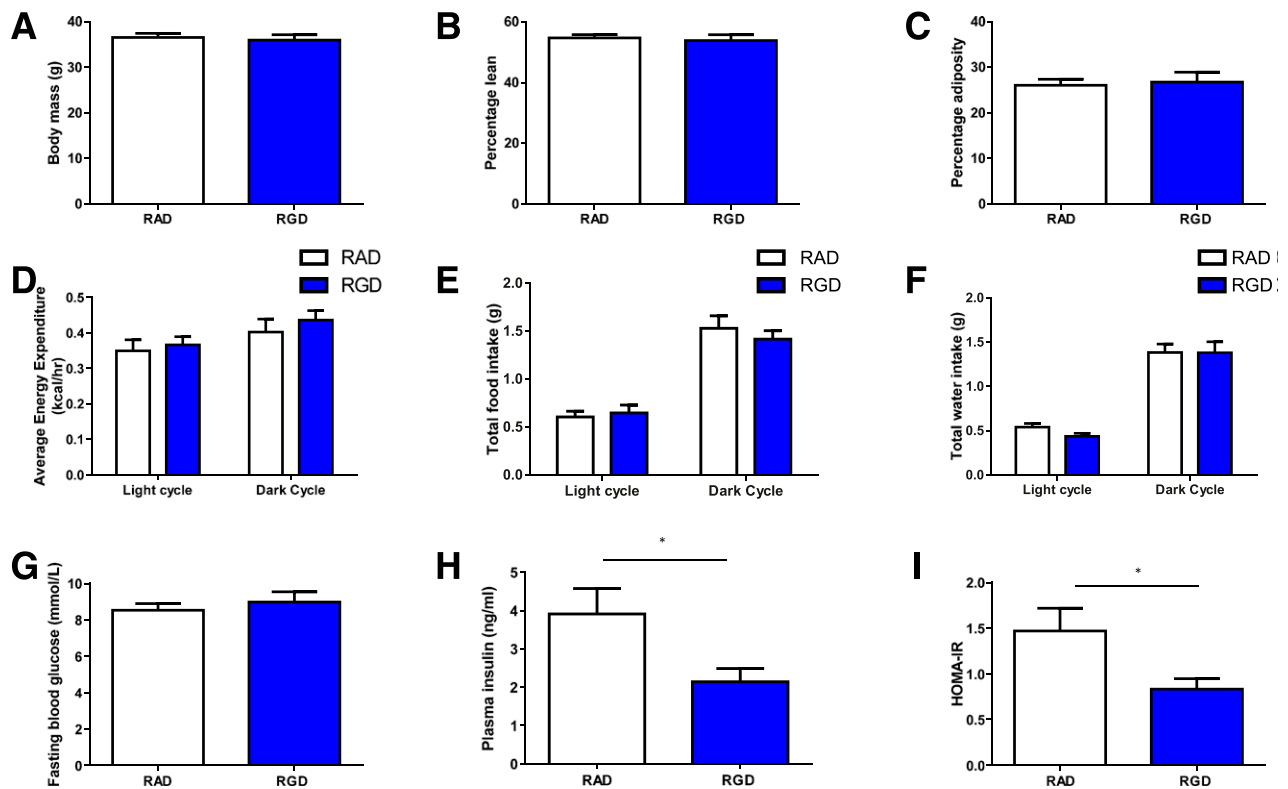 A
Body mass (g)
40
30
20
10
0
RAD
RGD
B
Percentage lean
60
40
20
0
RAD
RGD
C
Percentage adiposity
40
30
20
10
0
RAD
RGD
D
RAD
RGD
Average Energy Expenditure
(kcal/hr)
0.5
0.4
0.3
0.2
0.1
0.0
Light cycle
Dark Cycle
E
RAD
RGD
Total food intake (g)
2.0
1.5
1.0
0.5
0.0
Light cycle
Dark Cycle
F
RAD
RGD
Total water intake (g)
2.0
1.5
1.0
0.5
0.0
Light cycle
Dark Cycle
G
Fasting blood glucose (mmol/L)
10
8
6
4
2
0
RAD
RGD
H
*
Plasma insulin (ng/ml)
5
4
3
2
1
0
RAD
RGD
I
*
HOMA-IR
2.0
1.5
1.0
0.5
0.0
RAD
RGD